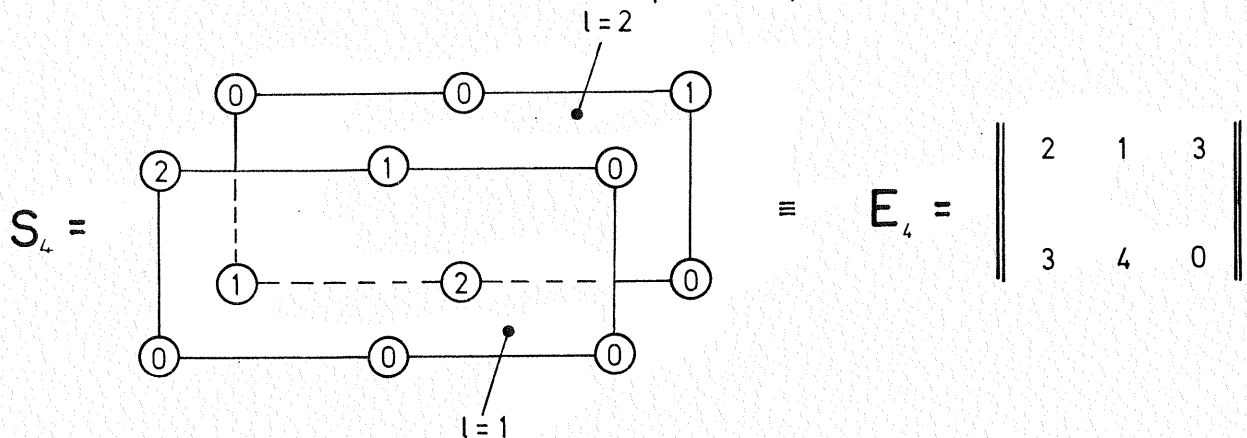 l = 2
0 0 1
2 1 0
S₄ = ≡ E₄ =
2 1 3
1 2 0
3 4 0
0 0 0
l = 1